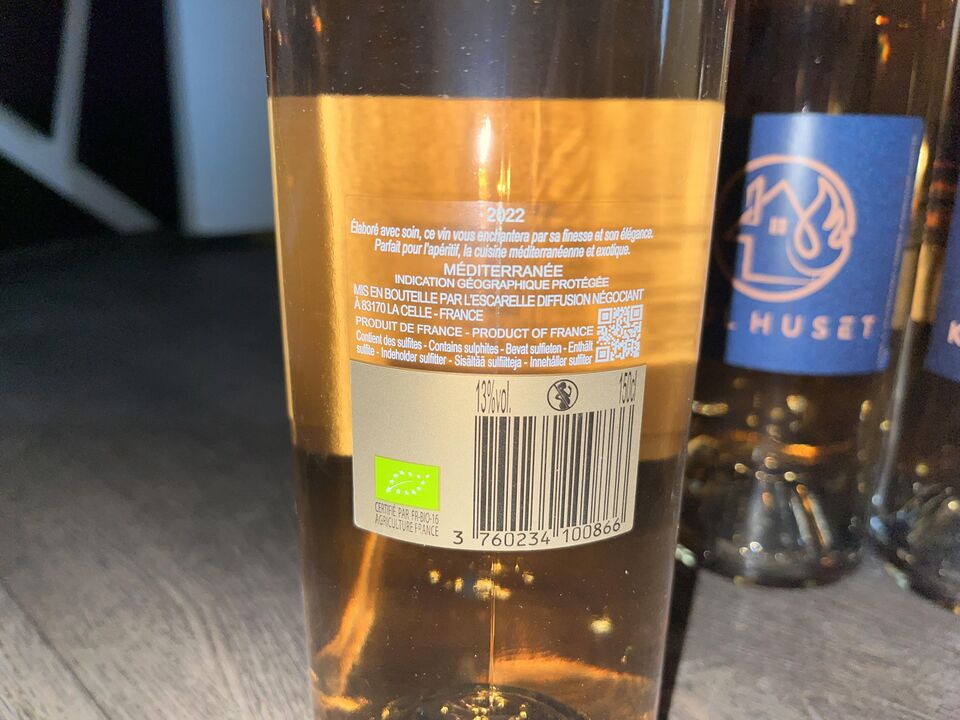 2022
Élaboré avec soin, ce vin vous enchantera par sa finesse et son élégance.
Parfait pour l'apéritif, la cuisine méditerranéenne et exotique.
MÉDITERRANÉE
INDICATION GÉOGRAPHIQUE PROTÉGÉE
MIS EN BOUTEILLE PAR L'ESCARELLE DIFFUSION NÉGOCIANT
À 83170 LA CELLE - FRANCE
PRODUIT DE FRANCE - PRODUCT OF FRANCE
Contient des sulfites - Contains sulphites - Bevat sulfieten - Enthält
sulfite - Indeholder sulfitter - Sisältää sulfiitteja - Innehåller sulfiter
13%vol.
150cl
CERTIFIÉ PAR FR-BIO-16
AGRICULTURE FRANCE
3 760234 100866
HUSET
K